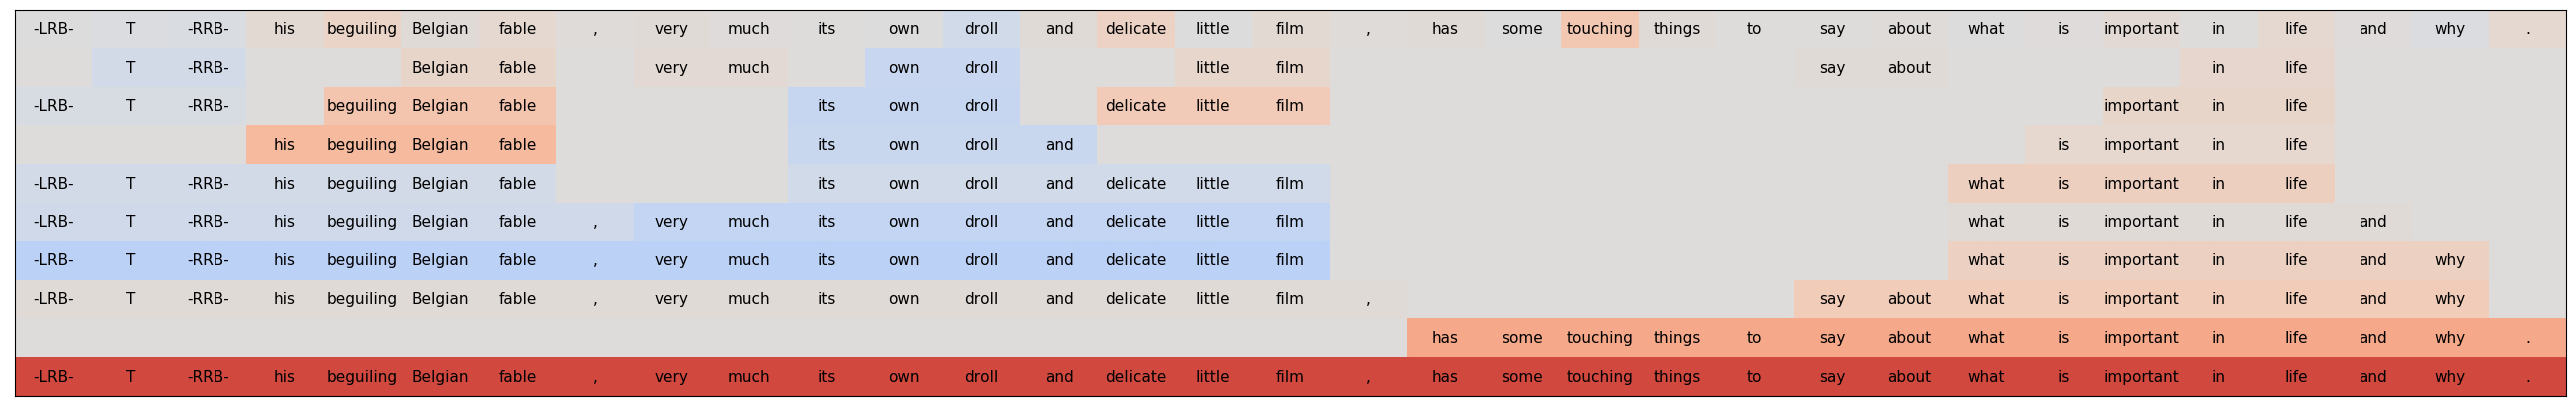 -LRB- T -RRB- his beguiling Belgian fable , very much its own droll and delicate little film , has some touching things to say about what is important in life and why .
T -RRB- Belgian fable very much own droll little film say about in life
-LRB- T -RRB- beguiling Belgian fable its own droll delicate little film important in life
his beguiling Belgian fable its own droll and is important in life
-LRB- T -RRB- his beguiling Belgian fable its own droll and delicate little film what is important in life
-LRB- T -RRB- his beguiling Belgian fable , very much its own droll and delicate little film what is important in life and
-LRB- T -RRB- his beguiling Belgian fable , very much its own droll and delicate little film what is important in life and why
-LRB- T -RRB- his beguiling Belgian fable , very much its own droll and delicate little film , say about what is important in life and why
has some touching things to say about what is important in life and why .
-LRB- T -RRB- his beguiling Belgian fable , very much its own droll and delicate little film , has some touching things to say about what is important in life and why .